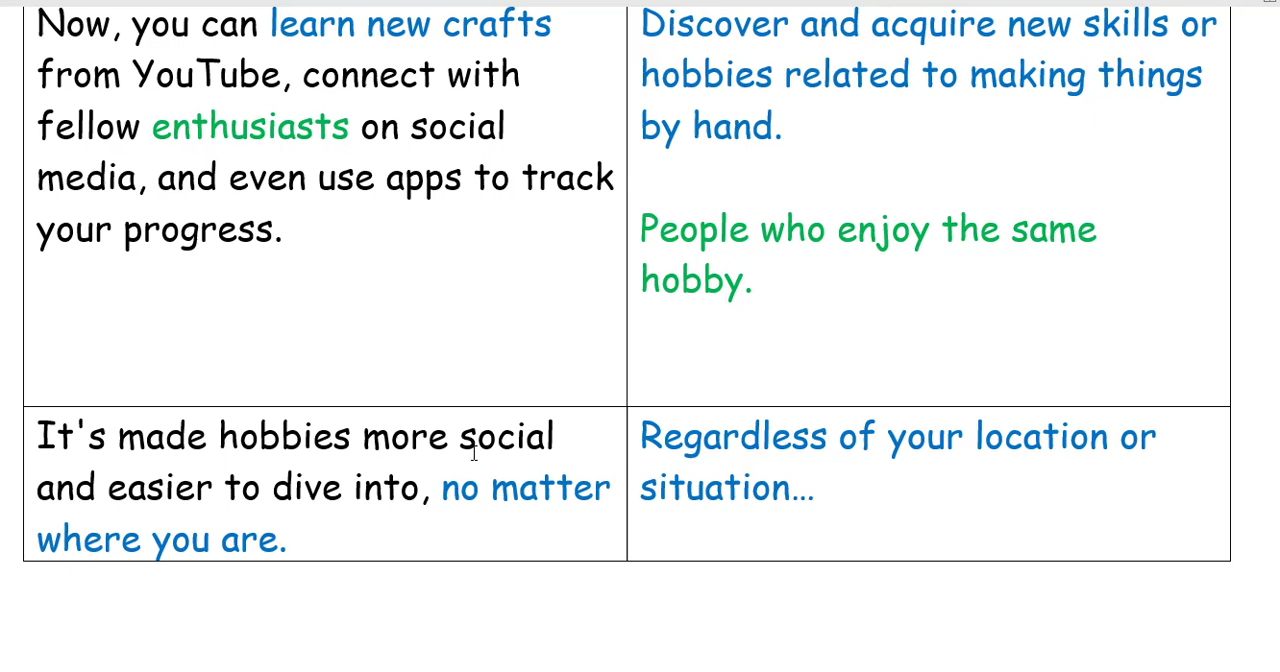 Now, you can learn new crafts
from YouTube, connect with
fellow enthusiasts on social
media, and even use apps to track
your progress.
Discover and acquire new skills or
hobbies related to making things
by hand.
People who enjoy the same
hobby.
It's made hobbies more social
and easier to dive into, no matter
where you are.
Regardless of your location or
situation...